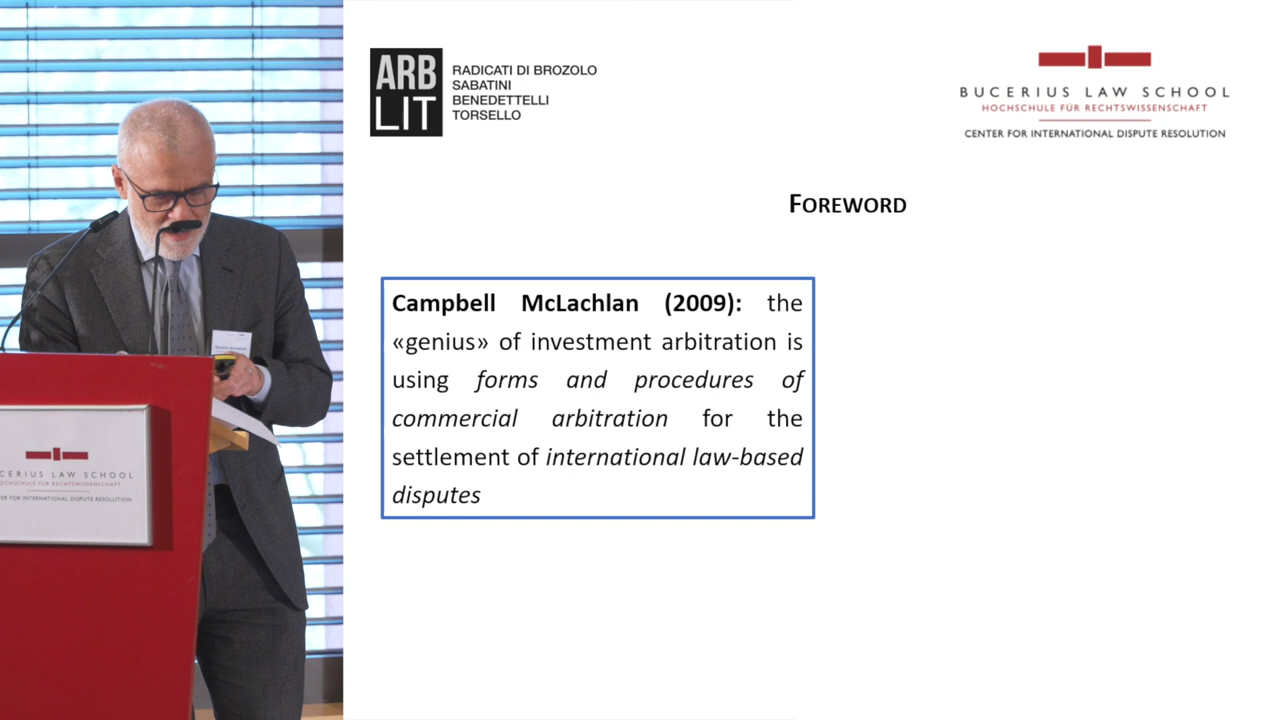 ARB
LIT
RADICATI DI BROZOLO
SABATINI
BENEDETTELLI
TORSELLO
BUCERIUS LAW SCHOOL
HOCHSCHULE FÜR RECHTSWISSENSCHAFT
CENTER FOR INTERNATIONAL DISPUTE RESOLUTION
FOREWORD
Campbell McLachlan (2009): the
«genius» of investment arbitration is
using forms and procedures of
commercial arbitration for the
settlement of international law-based
disputes
CERIUS LAW SCHOOL
OCHSCHULE FÜR RECHTSWISSENSCHAFT
ER FOR INTERNATIONAL DISPUTE RESOLUTION